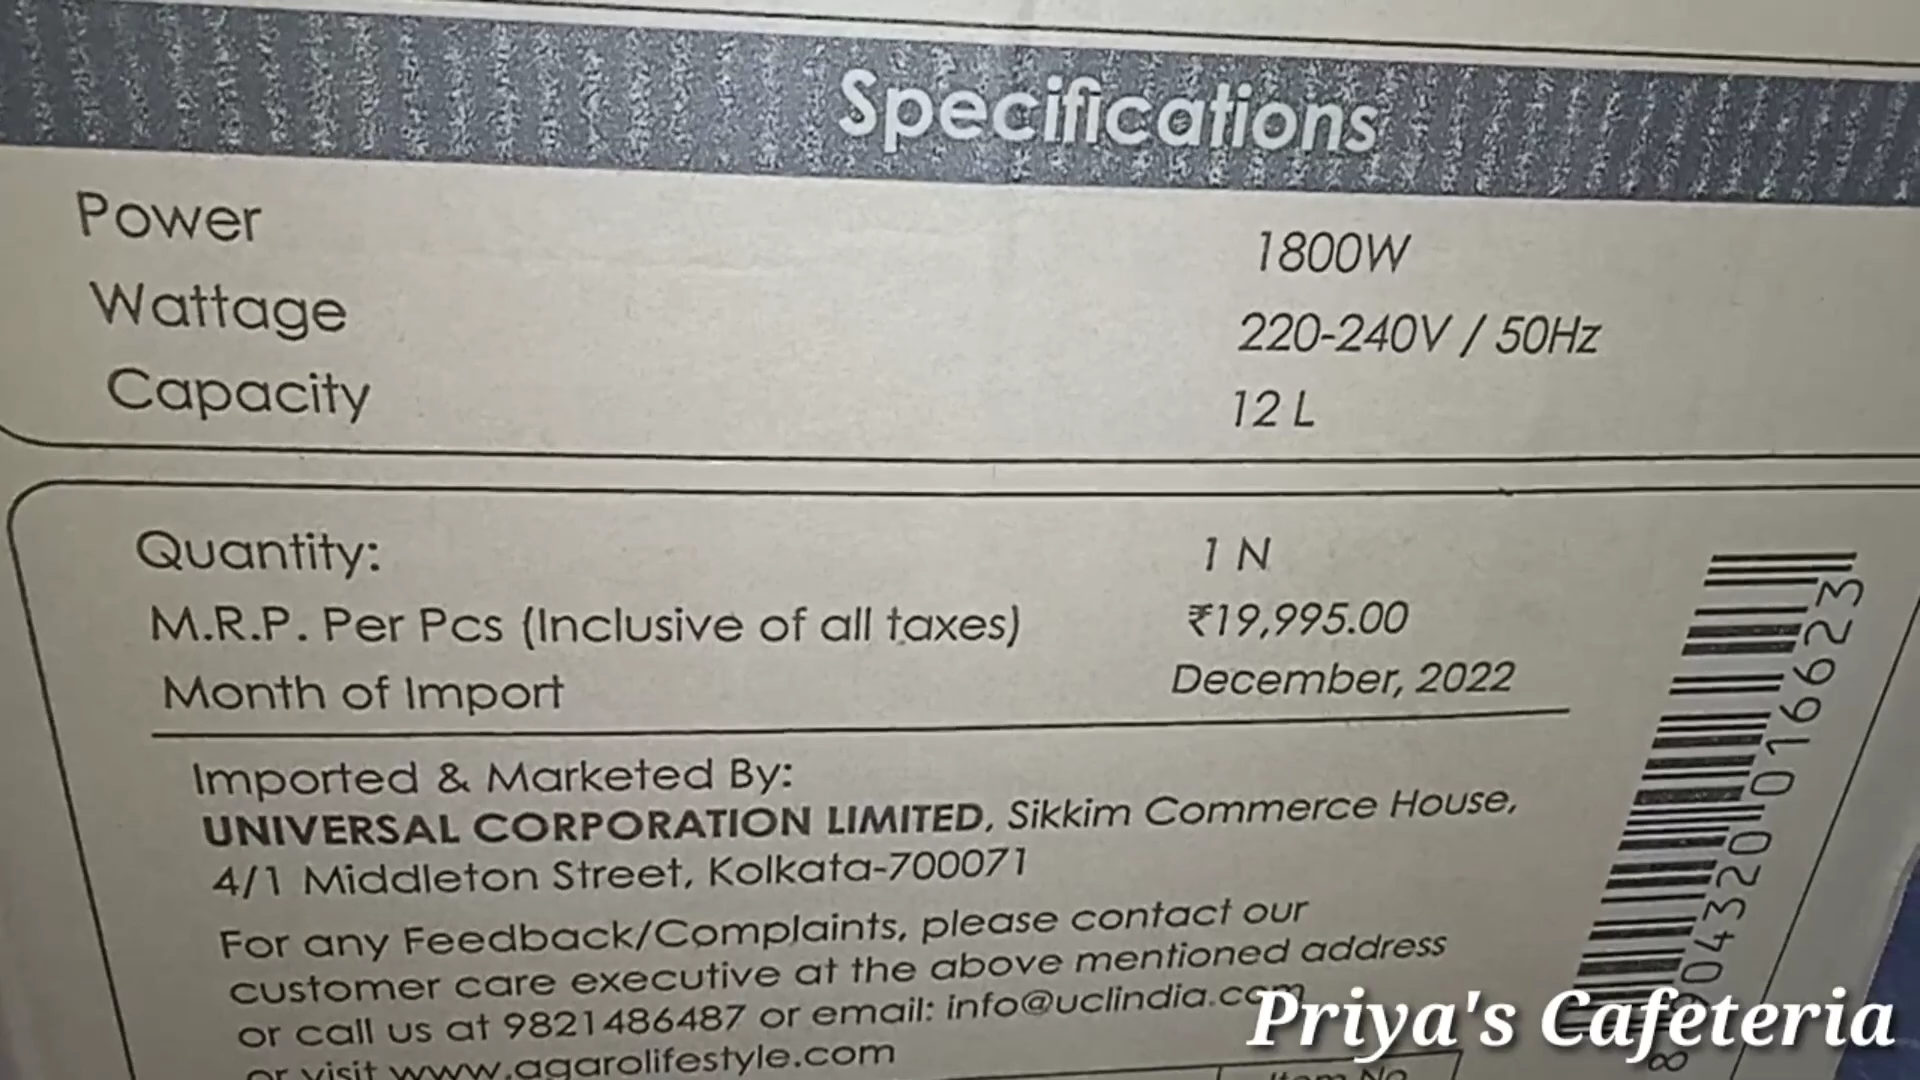 Specifications
Power 1800W
Wattage 220-240V / 50Hz
Capacity 12 L
Quantity: 1 N
M.R.P. Per Pcs (Inclusive of all taxes) ₹19,995.00
Month of Import December, 2022
Imported & Marketed By:
UNIVERSAL CORPORATION LIMITED, Sikkim Commerce House,
4/1 Middleton Street, Kolkata-700071
For any Feedback/Complaints, please contact our
customer care executive at the above mentioned address
or call us at 9821486487 or email: info@uclindia.com
or visit www.agarolifestyle.com
Item No
016623
Priya's Cafeteria